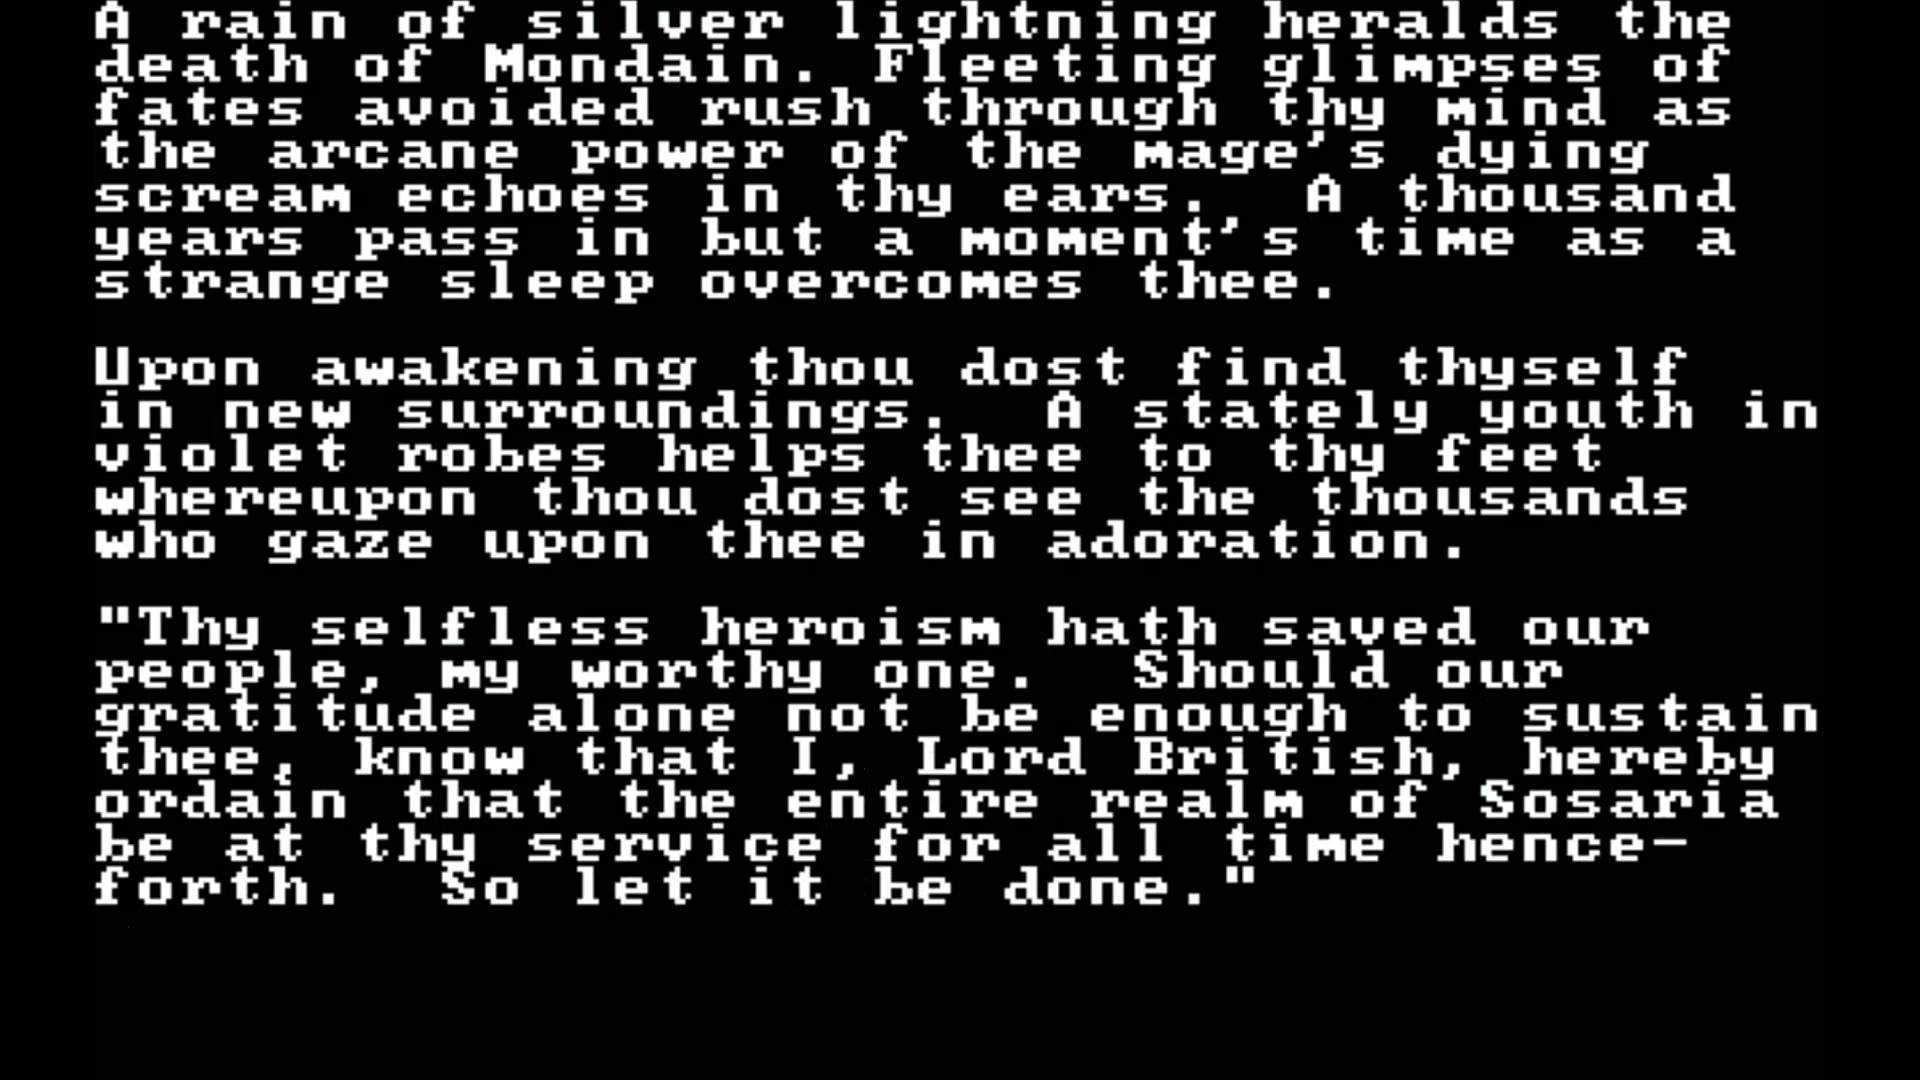 A rain of silver lightning heralds the
death of Mondain. Fleeting glimpses of
fates avoided rush through thy mind as
the arcane power of the mage's dying
scream echoes in thy ears.  A thousand
years pass in but a moment's time as a
strange sleep overcomes thee.
Upon awakening thou dost find thyself
in new surroundings.  A stately youth in
violet robes helps thee to thy feet
whereupon thou dost see the thousands
who gaze upon thee in adoration.
"Thy selfless heroism hath saved our
people, my worthy one.  Should our
gratitude alone not be enough to sustain
thee, know that I, Lord British, hereby
ordain that the entire realm of Sosaria
be at thy service for all time hence-
forth.  So let it be done."